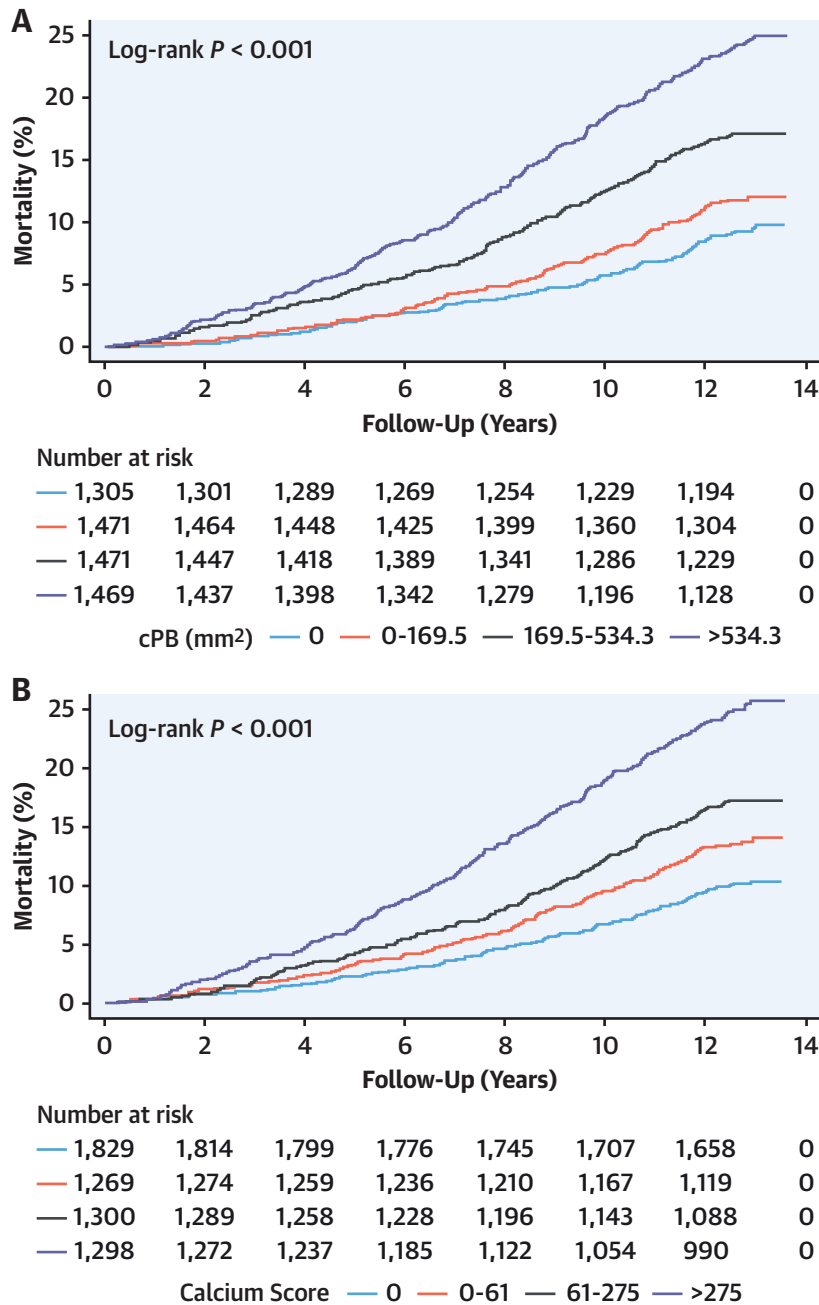 A
Log-rank P < 0.001
25
20
15
10
5
0
Mortality (%)
0 2 4 6 8 10 12 14
Follow-Up (Years)
Number at risk
1,305 1,301 1,289 1,269 1,254 1,229 1,194 0
1,471 1,464 1,448 1,425 1,399 1,360 1,304 0
1,471 1,447 1,418 1,389 1,341 1,286 1,229 0
1,469 1,437 1,398 1,342 1,279 1,196 1,128 0
cPB (mm²) 0 0-169.5 169.5-534.3 >534.3
B
Log-rank P < 0.001
25
20
15
10
5
0
Mortality (%)
0 2 4 6 8 10 12 14
Follow-Up (Years)
Number at risk
1,829 1,814 1,799 1,776 1,745 1,707 1,658 0
1,269 1,274 1,259 1,236 1,210 1,167 1,119 0
1,300 1,289 1,258 1,228 1,196 1,143 1,088 0
1,298 1,272 1,237 1,185 1,122 1,054 990 0
Calcium Score 0 0-61 61-275 >275